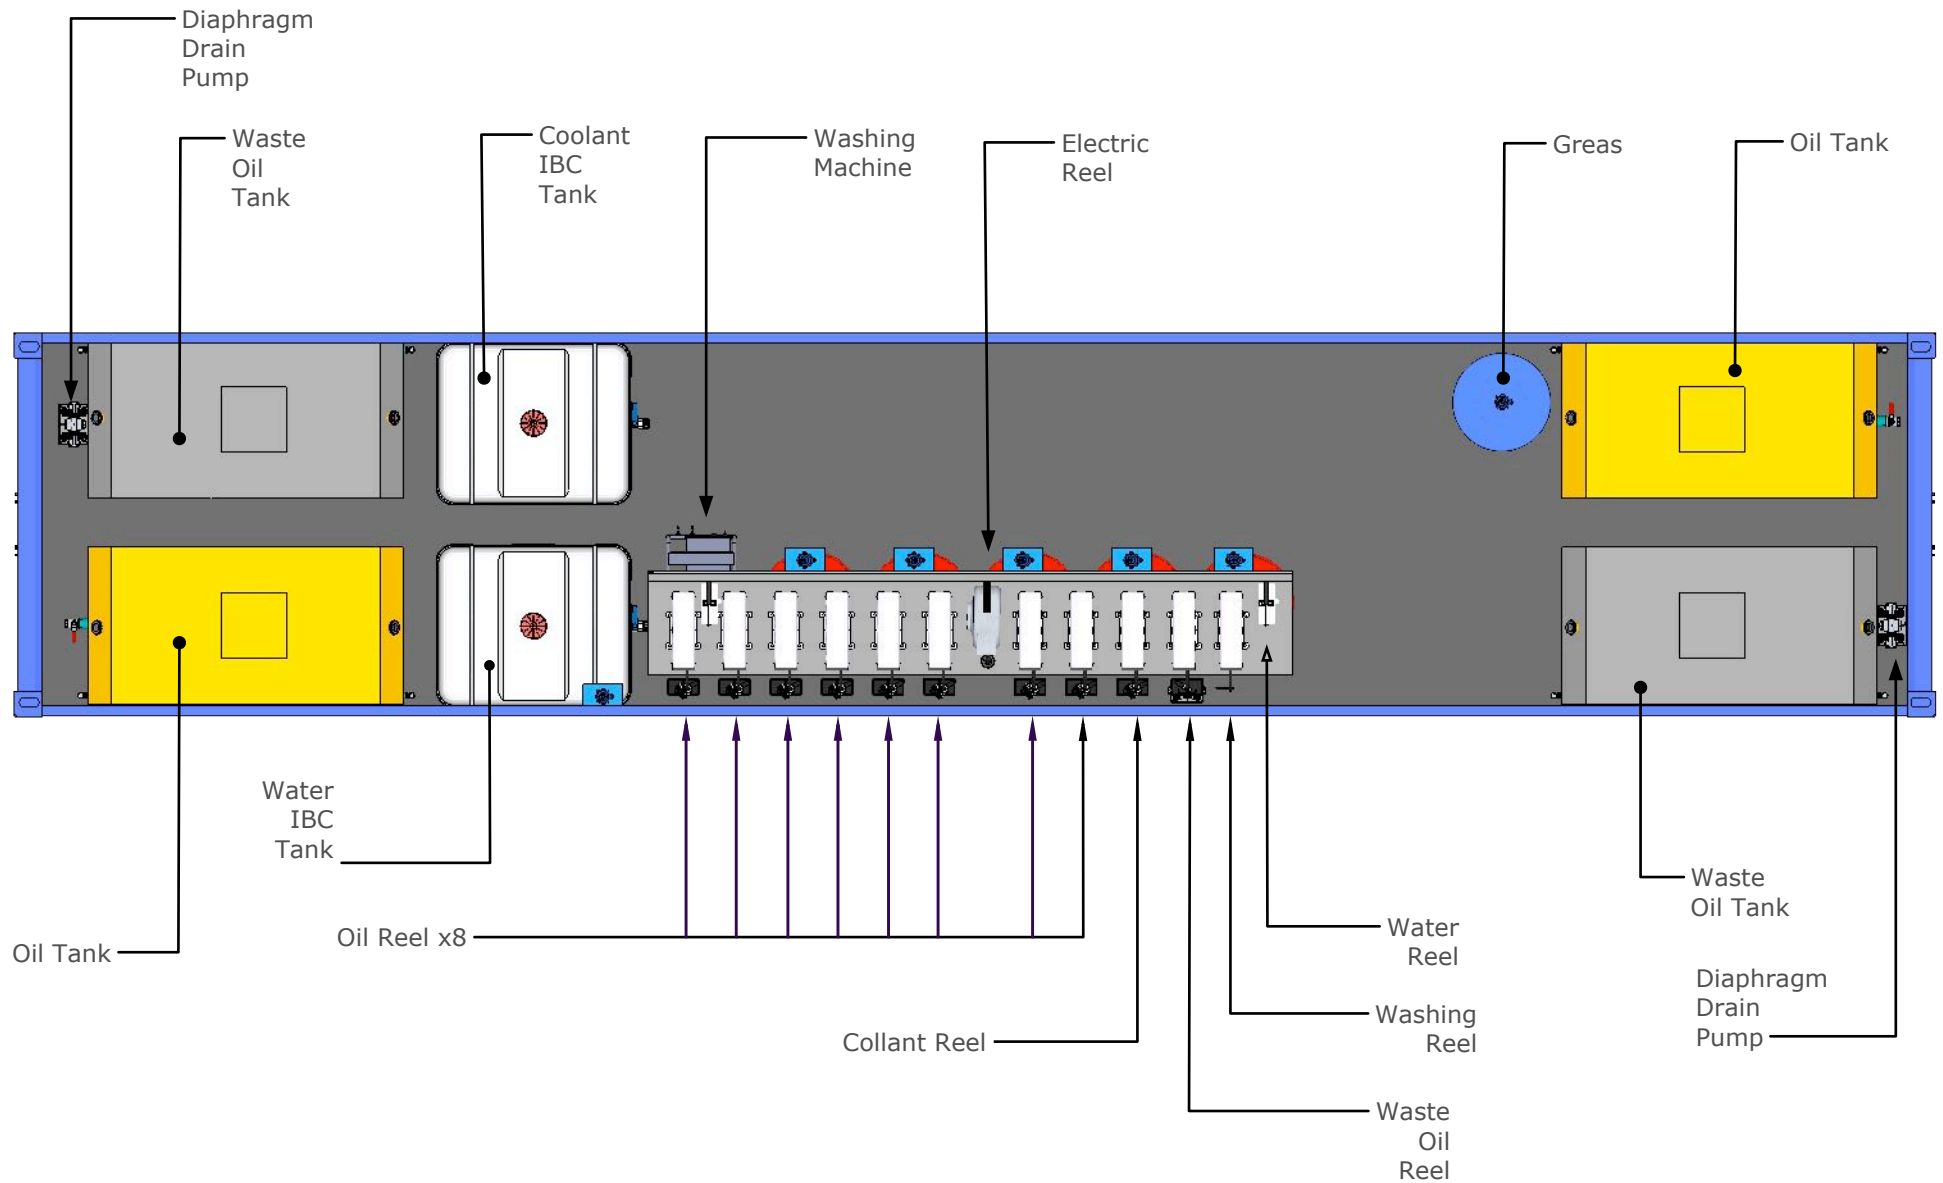 Diaphragm
Drain
Pump
Waste
Oil
Tank
Coolant
IBC
Tank
Washing
Machine
Electric
Reel
Greas
Oil Tank
Water
IBC
Tank
Oil Tank
Oil Reel x8
Collant Reel
Water
Reel
Washing
Reel
Waste
Oil
Reel
Waste
Oil Tank
Diaphragm
Drain
Pump